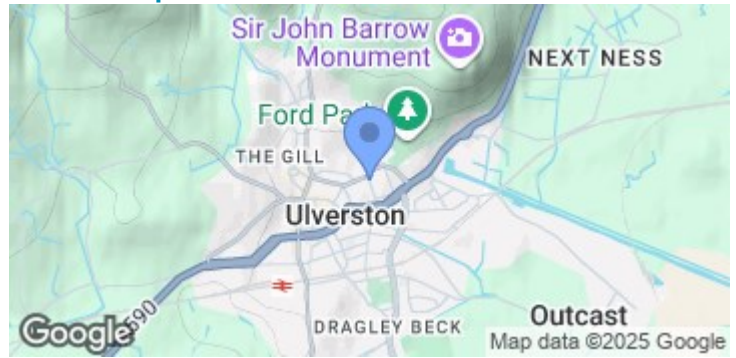 Sir John Barrow
Monument
NEXT NESS
Ford Park
THE GILL
Ulverston
Outcast
DRAGLEY BECK
Google
Map data ©2025 Google